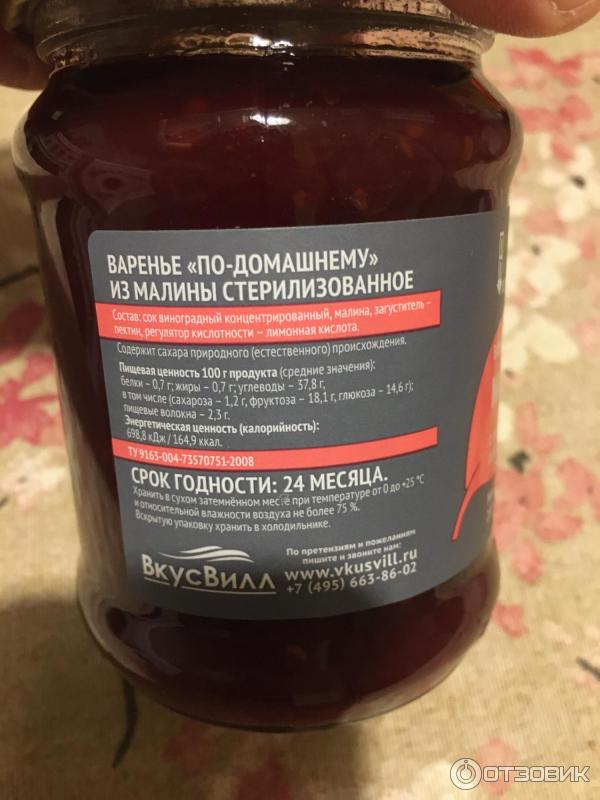 ВАРЕНЬЕ «ПО-ДОМАШНЕМУ»
ИЗ МАЛИНЫ СТЕРИЛИЗОВАННОЕ
Состав: сок виноградный концентрированный, малина, загуститель –
пектин, регулятор кислотности – лимонная кислота.
Содержит сахара природного (естественного) происхождения.
Пищевая ценность 100 г продукта (средние значения):
белки – 0,7 г; жиры – 0,7 г; углеводы – 37,8 г,
в том числе (сахароза – 1,2 г, фруктоза – 18,1 г, глюкоза – 14,6 г);
пищевые волокна – 2,3 г.
Энергетическая ценность (калорийность):
698,8 кДж/ 164,9 ккал.
ТУ 9163-004-73570751-2008
СРОК ГОДНОСТИ: 24 МЕСЯЦА.
Хранить в сухом затемнённом месте при температуре от 0 до +25 °C
и относительной влажности воздуха не более 75 %.
Вскрытую упаковку хранить в холодильнике.
ВкусВилл
По претензиям и пожеланиям
пишите и звоните нам:
www.vkusvill.ru
+7 (495) 663-86-02
ОТЗОВИК